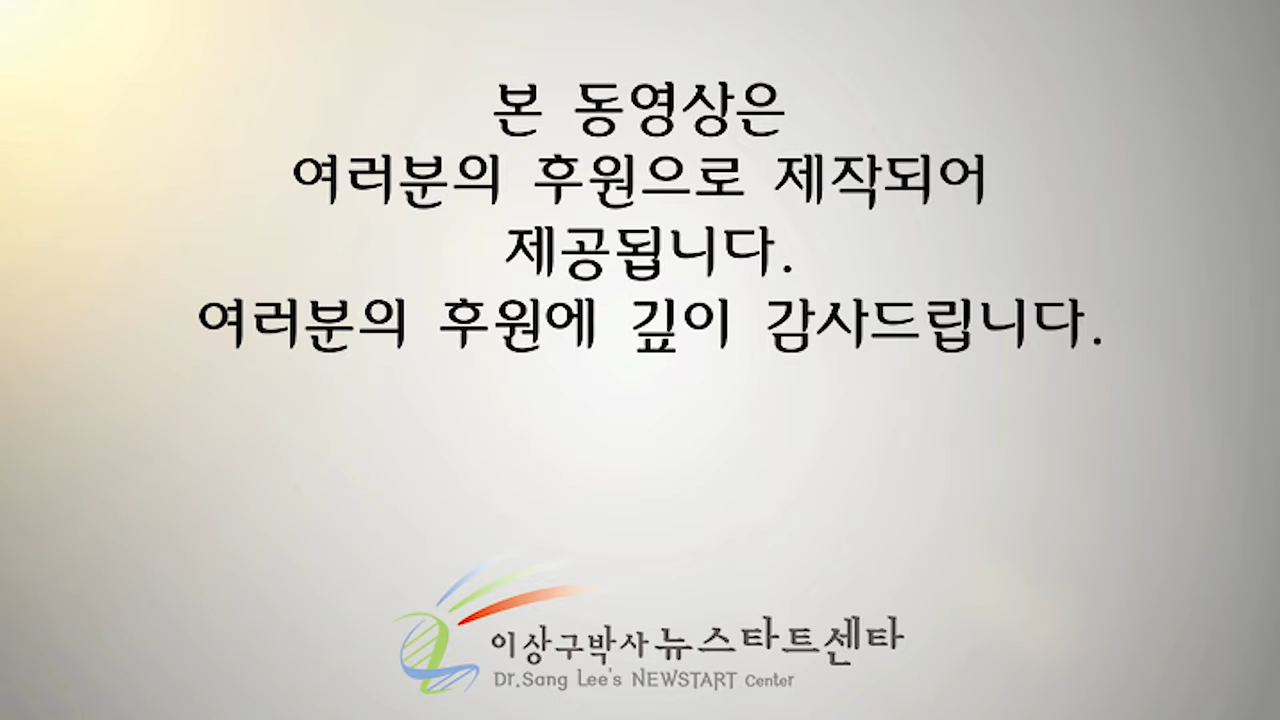 본 동영상은
여러분의 후원으로 제작되어
제공됩니다.
여러분의 후원에 깊이 감사드립니다.
이상구박사 뉴스타트센타
Dr.Sang Lee's NEWSTART Center